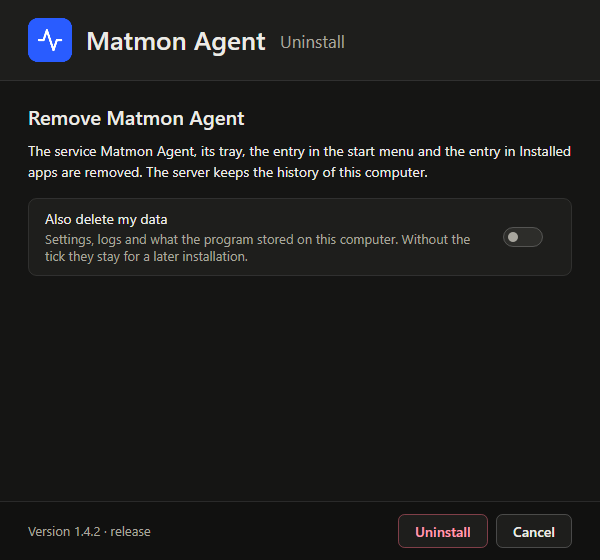 Matmon Agent Uninstall
Remove Matmon Agent
The service Matmon Agent, its tray, the entry in the start menu and the entry in Installed
apps are removed. The server keeps the history of this computer.
Also delete my data
Settings, logs and what the program stored on this computer. Without the
tick they stay for a later installation.
Version 1.4.2 · release
Uninstall
Cancel